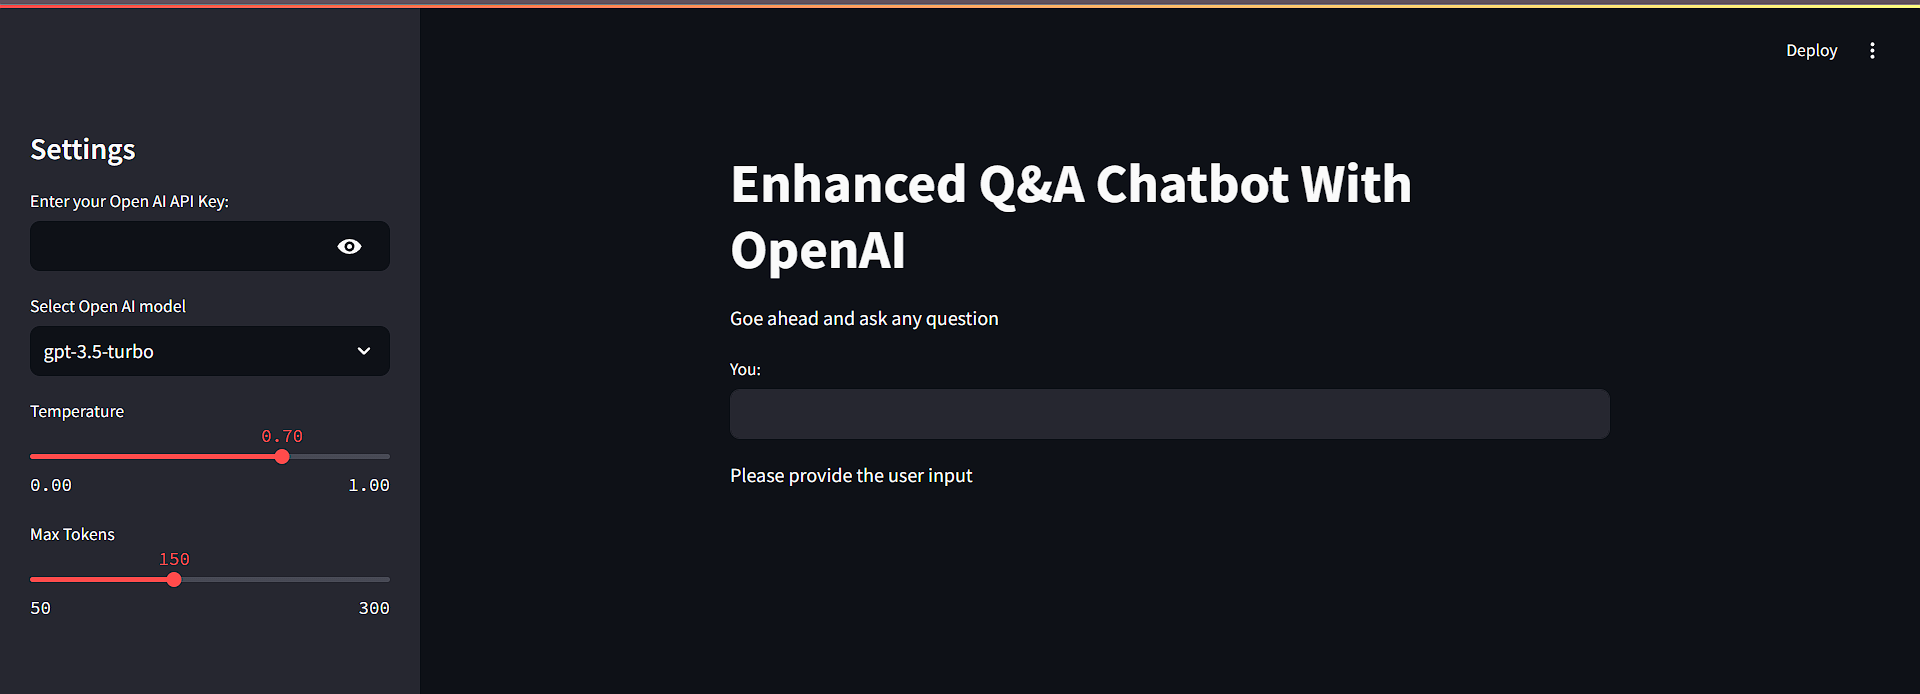 Deploy
Settings
Enter your Open AI API Key:
Select Open AI model
gpt-3.5-turbo
Temperature
0.70
0.00 1.00
Max Tokens
150
50 300
Enhanced Q&A Chatbot With
OpenAI
Goe ahead and ask any question
You:
Please provide the user input